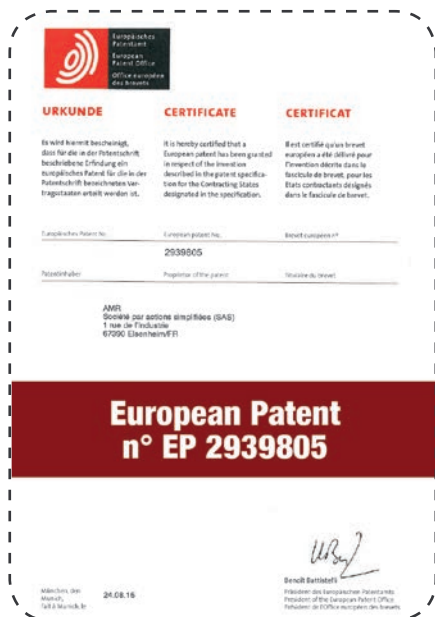 Europäisches
Patentamt
European
Patent Office
Office européen
des brevets
URKUNDE
Es wird hiermit bescheinigt,
dass für die in der Patentschrift
beschriebene Erfindung ein
europäisches Patent für die in der
Patentschrift bezeichneten Ver-
tragsstaaten erteilt worden ist.
CERTIFICATE
It is hereby certified that a
European patent has been granted
in respect of the invention
described in the patent specifica-
tion for the Contracting States
designated in the specification.
CERTIFICAT
Il est certifié qu'un brevet
européen a été délivré pour
l'invention décrite dans le
fascicule de brevet, pour les
Etats contractants désignés
dans le fascicule de brevet.
Europäisches Patent Nr.
European patent No.
Brevet européen n°
2939805
Patentinhaber
Proprietor of the patent
Titulaire du brevet
AMR
Société par actions simplifiées (SAS)
1 rue de l'Industrie
67390 Elsenheim/FR
European Patent
n° EP 2939805
Benoît Battistelli
Präsident des Europäischen Patentamts
President of the European Patent Office
Président de l'Office européen des brevets
München, den
Munich,
Fait à Munich, le
24.08.16